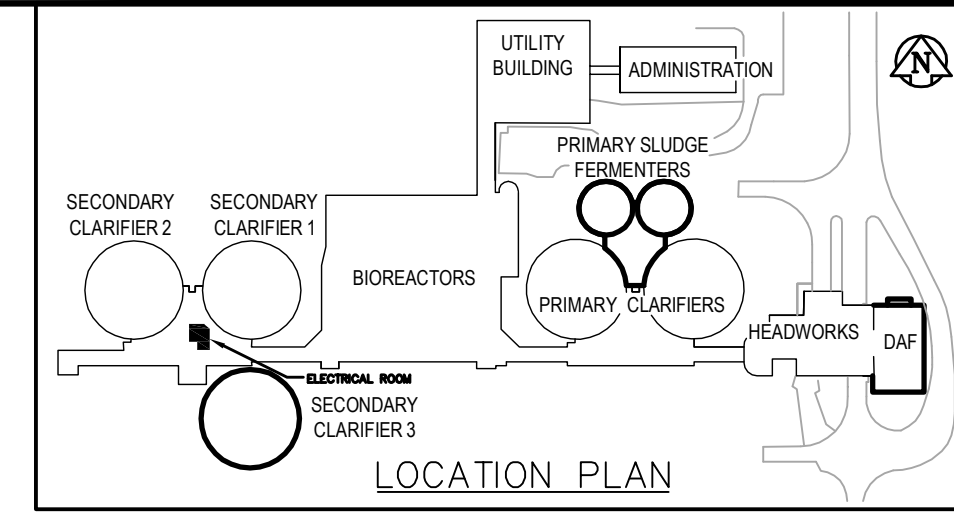 UTILITY
BUILDING
ADMINISTRATION
N
PRIMARY SLUDGE
FERMENTERS
SECONDARY
CLARIFIER 2
SECONDARY
CLARIFIER 1
BIOREACTORS
PRIMARY CLARIFIERS
HEADWORKS
DAF
ELECTRICAL ROOM
SECONDARY
CLARIFIER 3
LOCATION PLAN